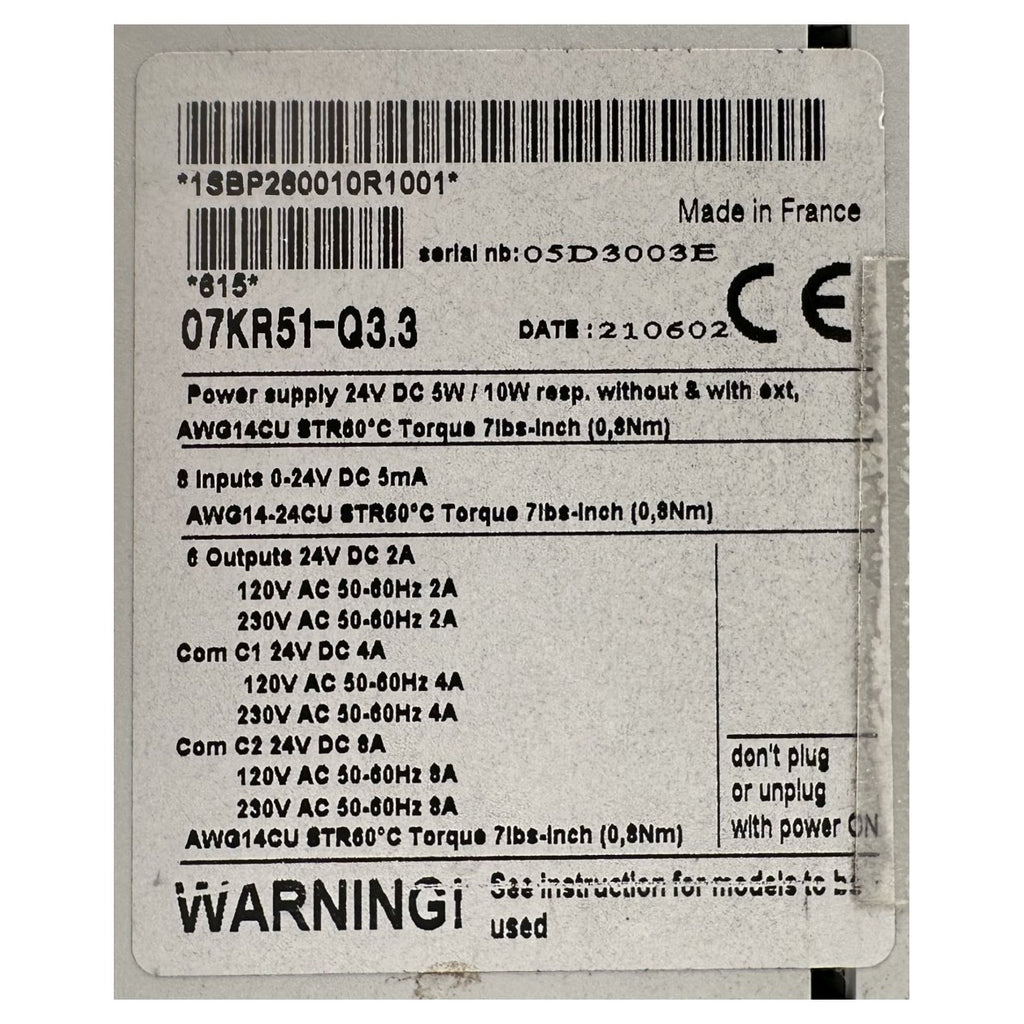 *1SBP260010R1001*
Made in France
serial nb: 05D3003E
*615*
CE
07KR51-Q3.3
DATE: 210602
Power supply 24V DC 5W / 10W resp. without & with ext,
AWG14CU STR60°C Torque 7lbs-inch (0,8Nm)
8 Inputs 0-24V DC 5mA
AWG14-24CU STR60°C Torque 7lbs-inch (0,8Nm)
6 Outputs 24V DC 2A
120V AC 50-60Hz 2A
230V AC 50-60Hz 2A
Com C1 24V DC 4A
120V AC 50-60Hz 4A
230V AC 50-60Hz 4A
Com C2 24V DC 8A
120V AC 50-60Hz 8A
230V AC 50-60Hz 8A
AWG14CU STR60°C Torque 7lbs-inch (0,8Nm)
don't plug
or unplug
with power ON
WARNING!
See instruction for models to be
used